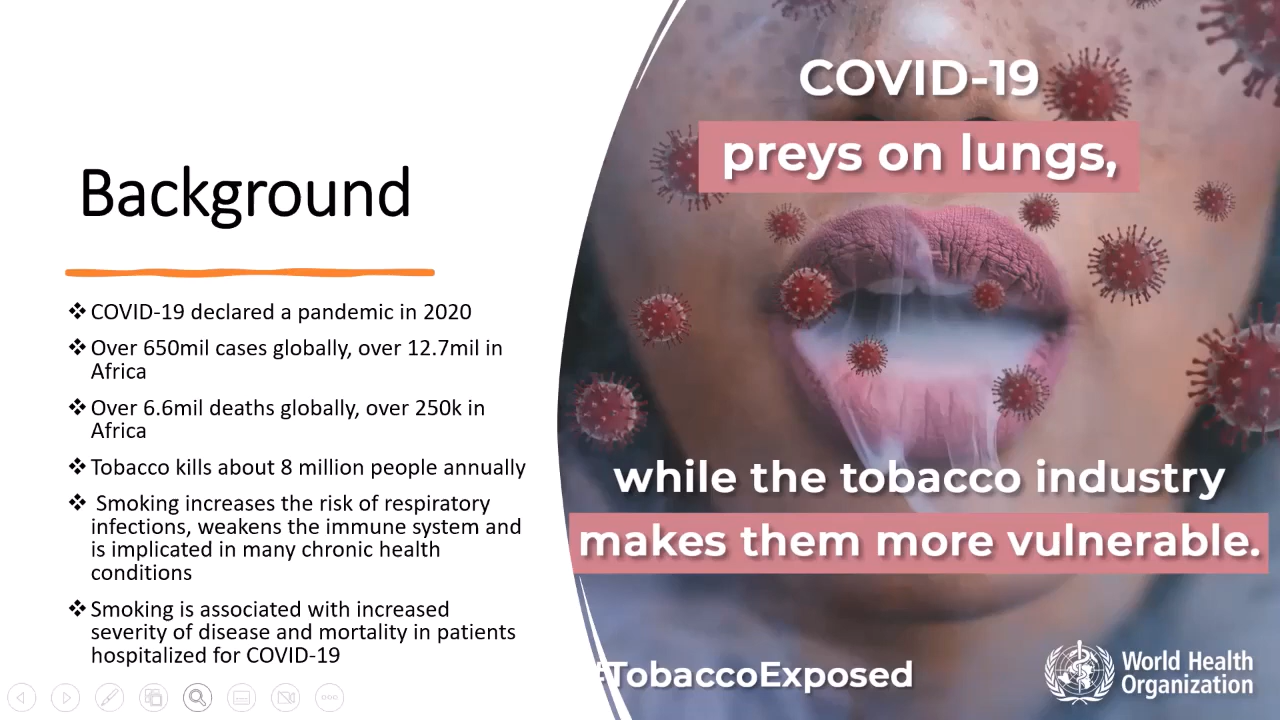 Background
❖ COVID-19 declared a pandemic in 2020
❖ Over 650mil cases globally, over 12.7mil in
Africa
❖ Over 6.6mil deaths globally, over 250k in
Africa
❖ Tobacco kills about 8 million people annually
❖ Smoking increases the risk of respiratory
infections, weakens the immune system and
is implicated in many chronic health
conditions
❖ Smoking is associated with increased
severity of disease and mortality in patients
hospitalized for COVID-19
COVID-19
preys on lungs,
while the tobacco industry
makes them more vulnerable.
#TobaccoExposed
World Health
Organization